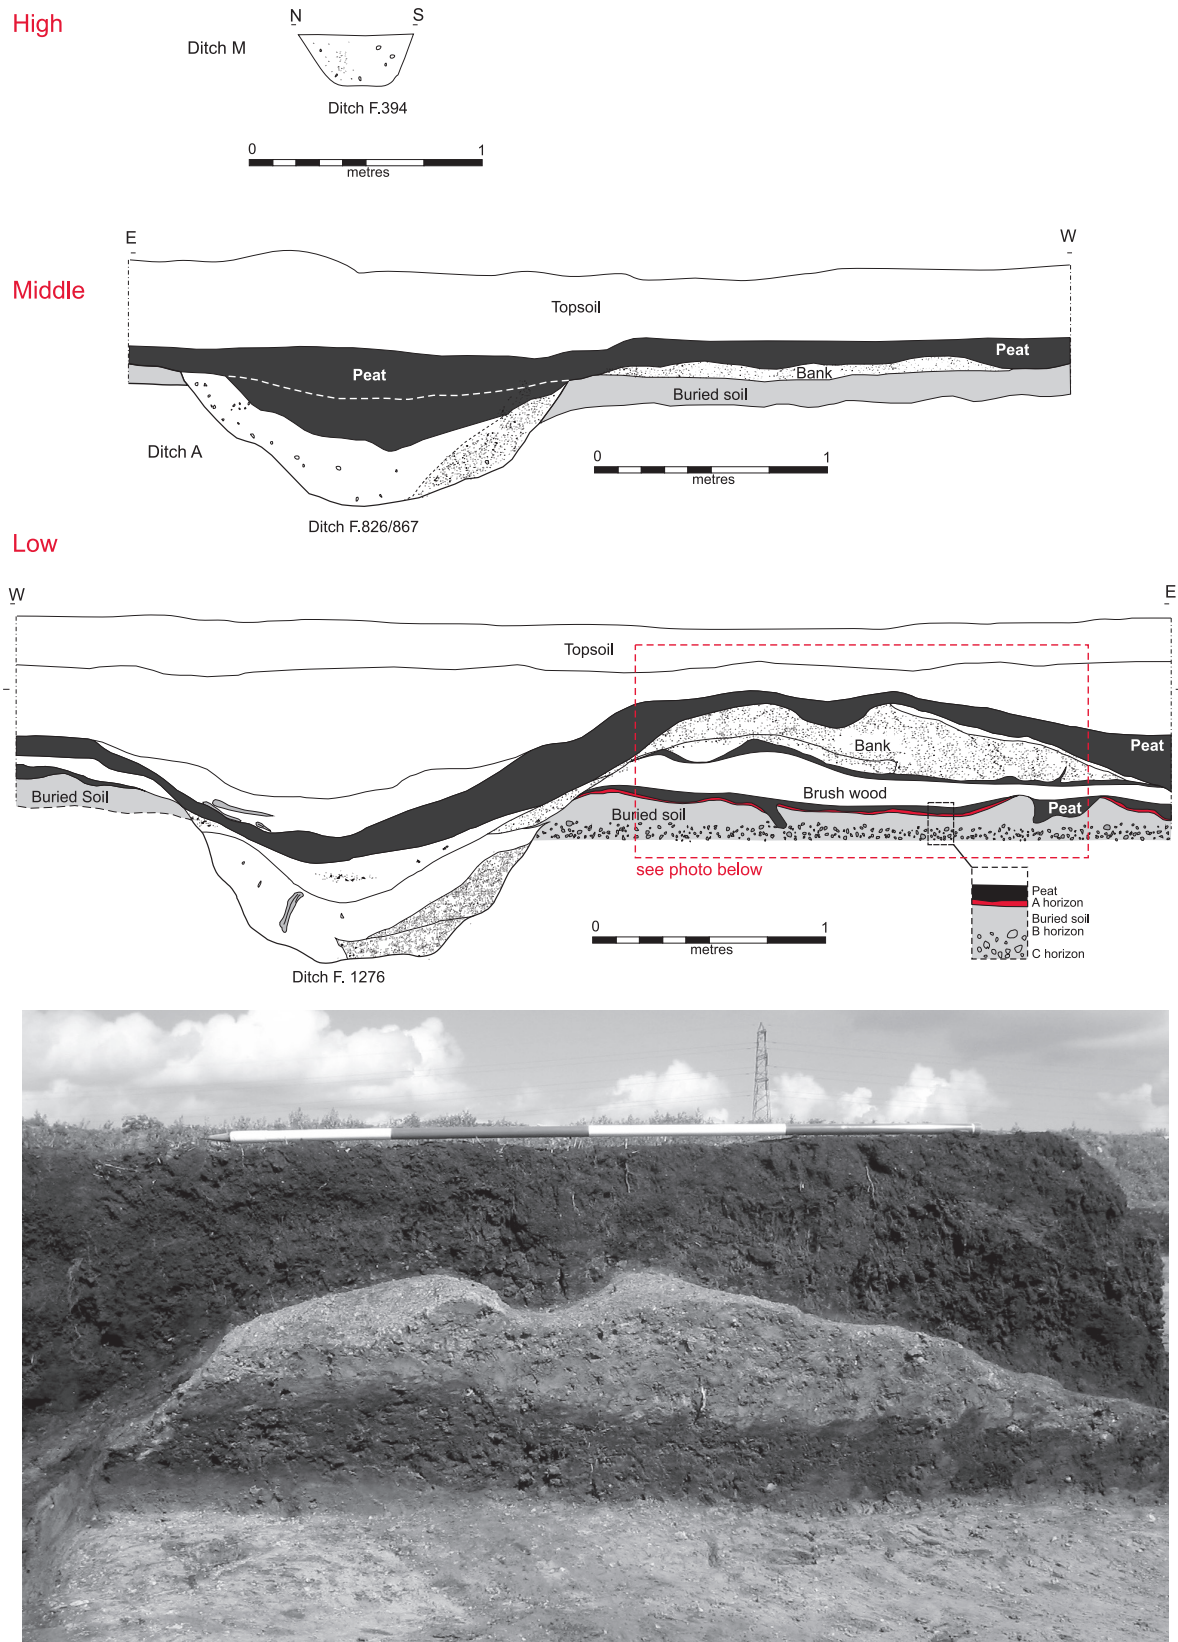 High
N S
Ditch M
Ditch F.394
0 1
metres
E W
Middle
Topsoil
Peat
Peat
Bank
Buried soil
Ditch A
0 1
metres
Ditch F.826/867
Low
W E
Topsoil
Bank
Peat
Buried Soil
Brush wood
Buried soil
Peat
see photo below
Peat
A horizon
Buried soil
B horizon
C horizon
0 1
metres
Ditch F. 1276